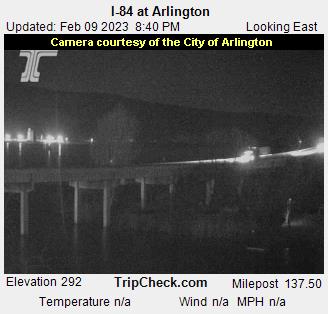 I-84 at Arlington
Updated: Feb 09 2023 8:40 PM Looking East
Camera courtesy of the City of Arlington
Elevation 292 TripCheck.com Milepost 137.50
Temperature n/a Wind n/a MPH n/a